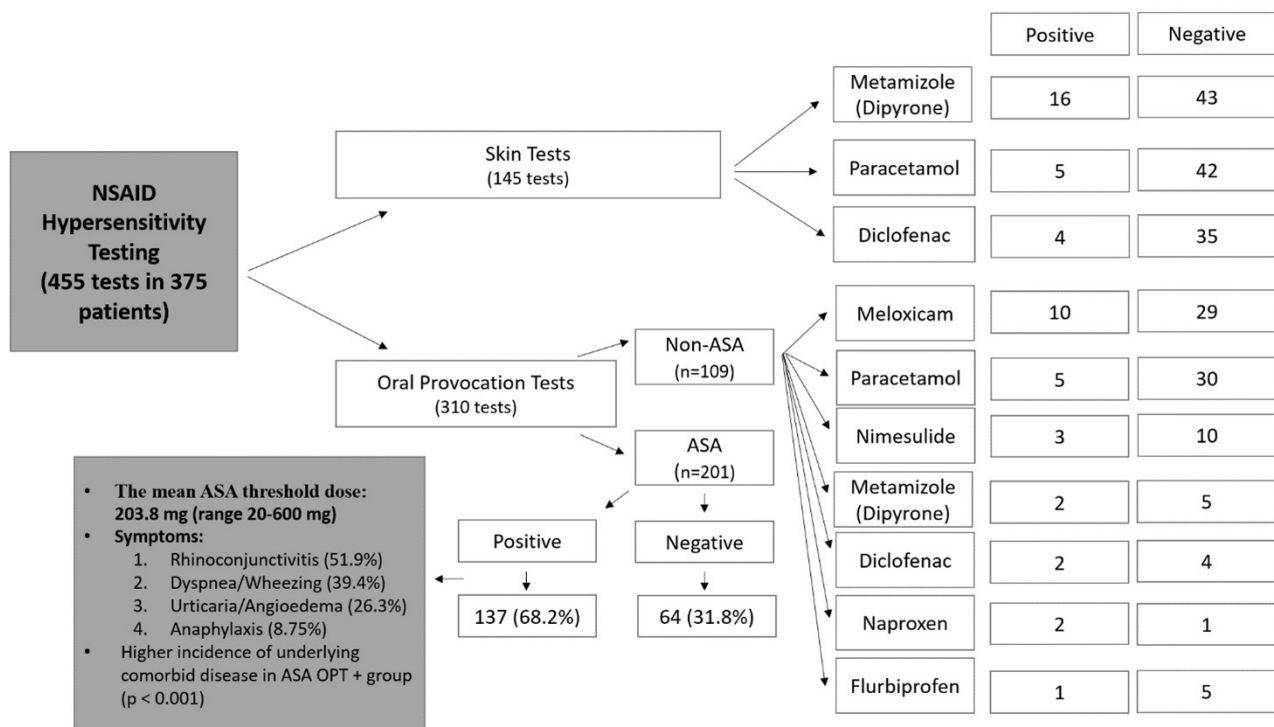 Positive
Negative
NSAID
Hypersensitivity
Testing
(455 tests in 375
patients)
Skin Tests
(145 tests)
Metamizole
(Dipyrone)
16
43
Paracetamol
5
42
Diclofenac
4
35
Oral Provocation Tests
(310 tests)
Non-ASA
(n=109)
Meloxicam
10
29
Paracetamol
5
30
Nimesulide
3
10
Metamizole
(Dipyrone)
2
5
Diclofenac
2
4
Naproxen
2
1
Flurbiprofen
1
5
ASA
(n=201)
Positive
Negative
137 (68.2%)
64 (31.8%)
• The mean ASA threshold dose:
203.8 mg (range 20-600 mg)
• Symptoms:
1. Rhinoconjunctivitis (51.9%)
2. Dyspnea/Wheezing (39.4%)
3. Urticaria/Angioedema (26.3%)
4. Anaphylaxis (8.75%)
• Higher incidence of underlying
comorbid disease in ASA OPT + group
(p < 0.001)